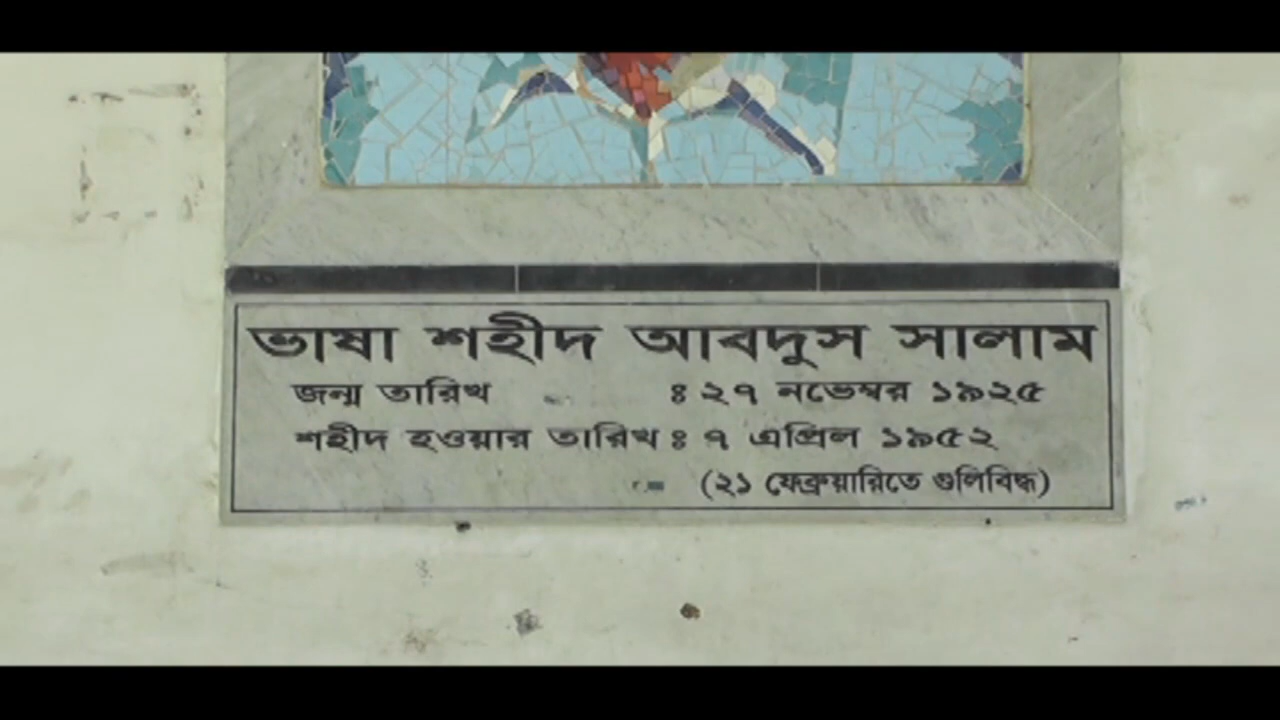 ভাষা শহীদ আবদুস সালাম
জন্ম তারিখ ঃ ২৭ নভেম্বর ১৯২৫
শহীদ হওয়ার তারিখ ঃ ৭ এপ্রিল ১৯৫২
(২১ ফেব্রুয়ারিতে গুলিবিদ্ধ)